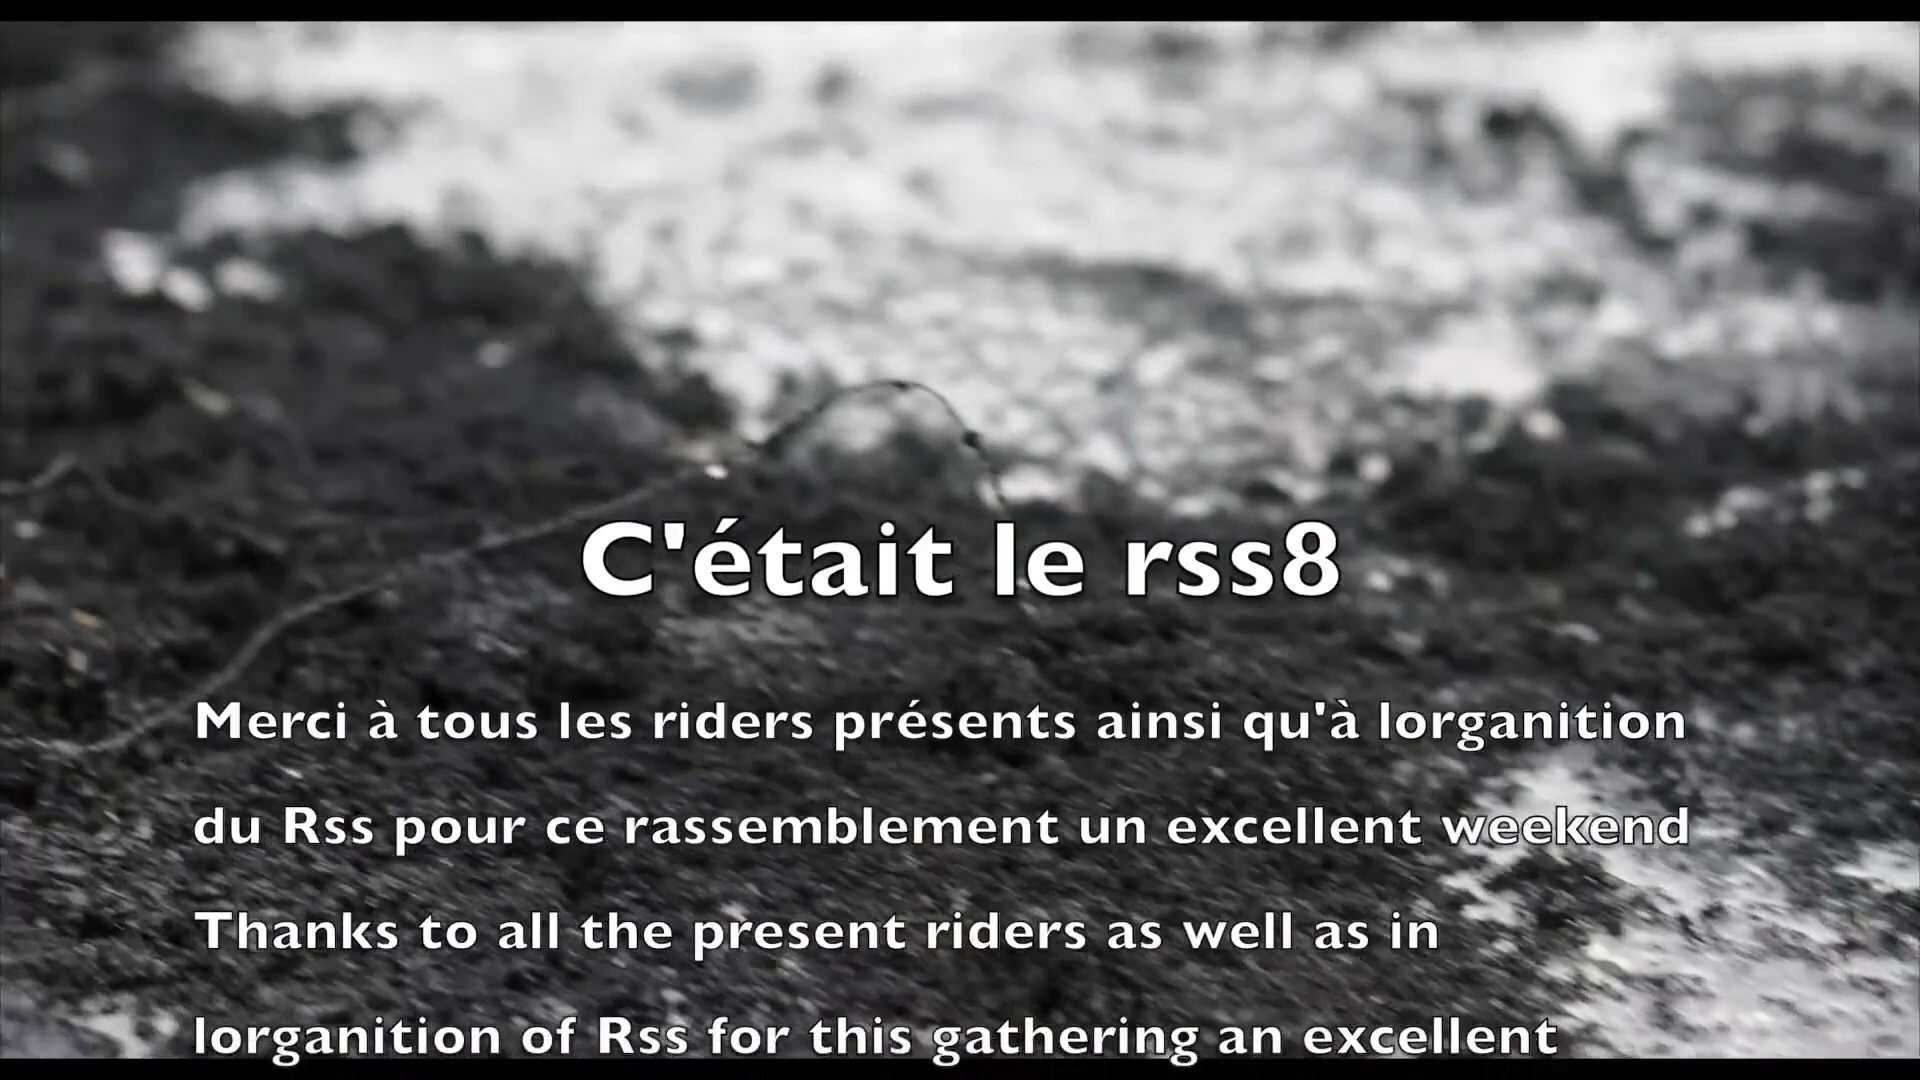 C'était le rss8
Merci à tous les riders présents ainsi qu'à lorganition
du Rss pour ce rassemblement un excellent weekend
Thanks to all the present riders as well as in
lorganition of Rss for this gathering an excellent